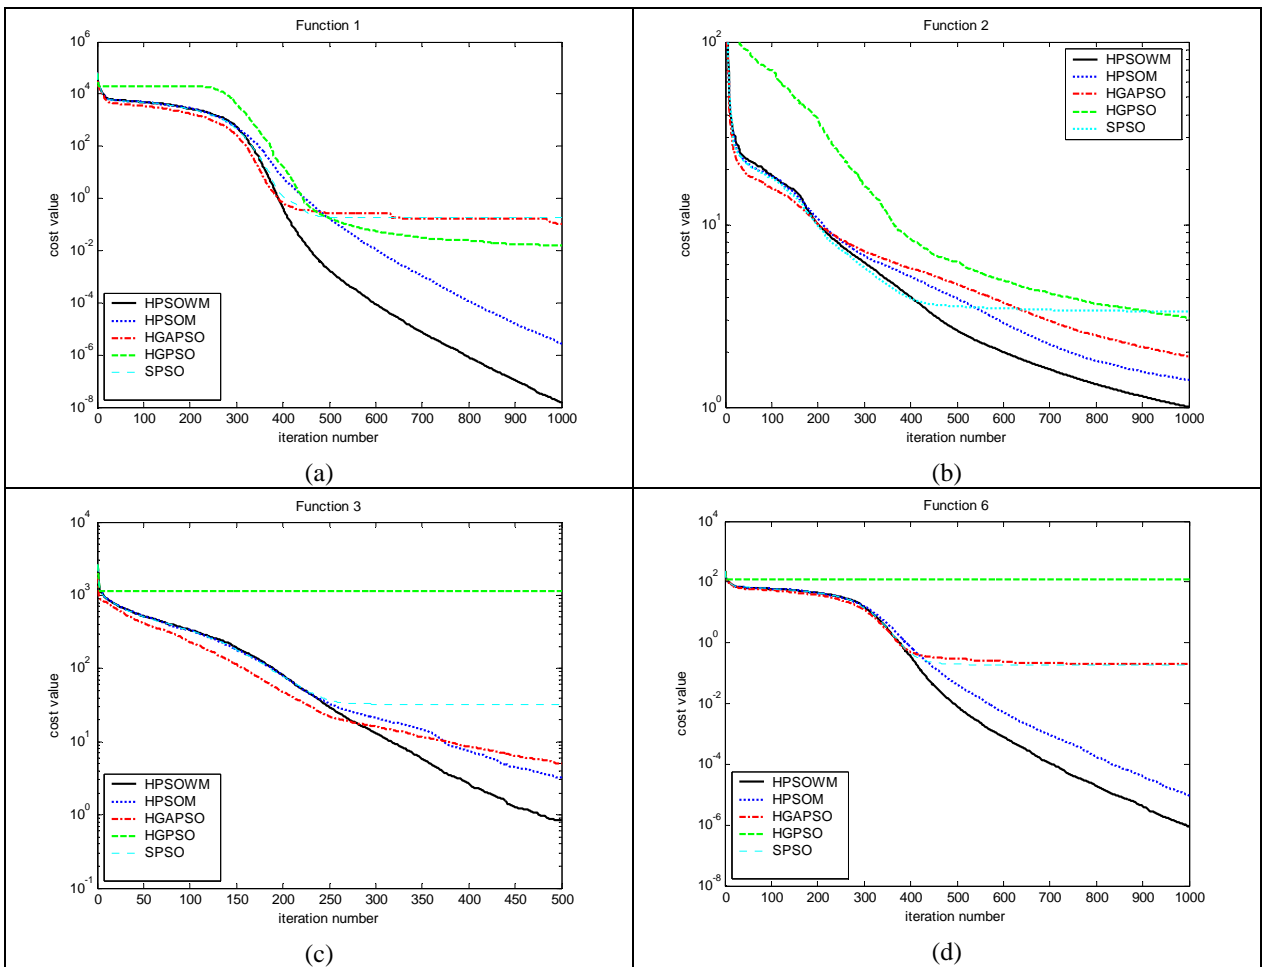 Function 1
10^6
10^4
10^2
10^0
10^-2
10^-4
10^-6
10^-8
cost value
HPSOWM
HPSOM
HGAPSO
HGPSO
SPSO
0 100 200 300 400 500 600 700 800 900 1000
iteration number
(a)
Function 2
10^2
10^1
10^0
cost value
HPSOWM
HPSOM
HGAPSO
HGPSO
SPSO
0 100 200 300 400 500 600 700 800 900 1000
iteration number
(b)
Function 3
10^4
10^3
10^2
10^1
10^0
10^-1
cost value
HPSOWM
HPSOM
HGAPSO
HGPSO
SPSO
0 50 100 150 200 250 300 350 400 450 500
iteration number
(c)
Function 6
10^4
10^2
10^0
10^-2
10^-4
10^-6
10^-8
cost value
HPSOWM
HPSOM
HGAPSO
HGPSO
SPSO
0 100 200 300 400 500 600 700 800 900 1000
iteration number
(d)